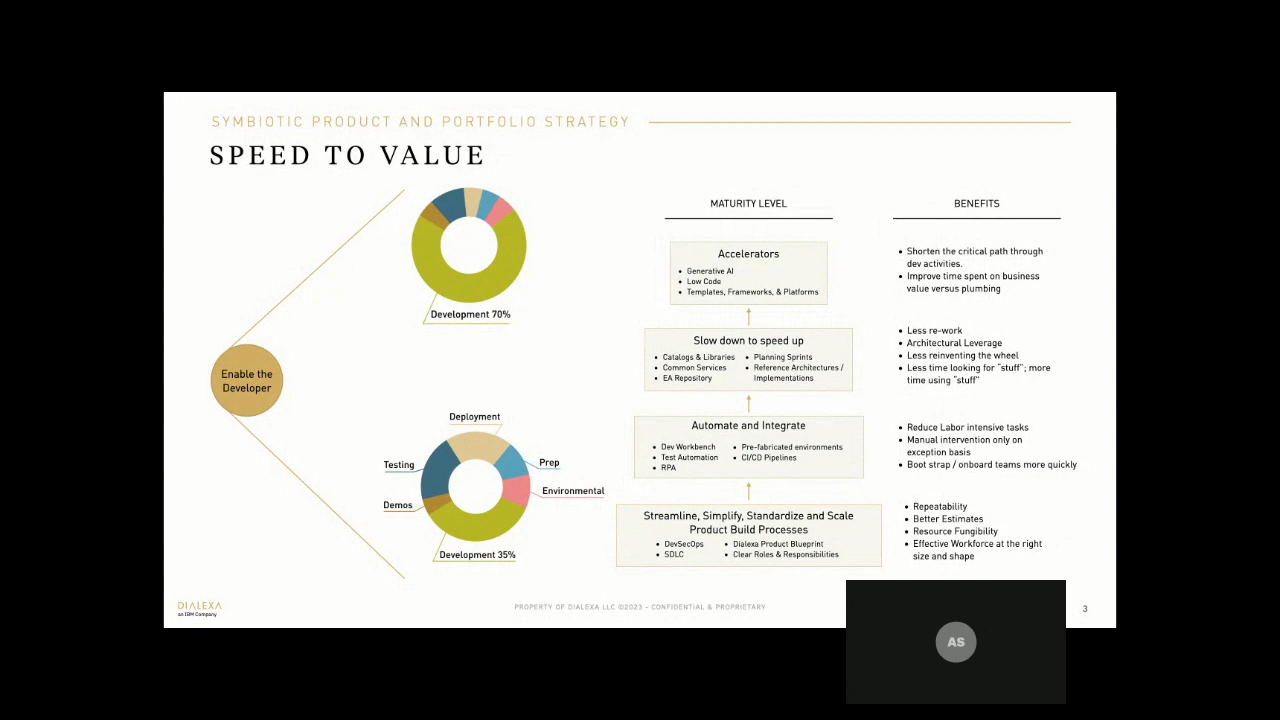 SYMBIOTIC PRODUCT AND PORTFOLIO STRATEGY
SPEED TO VALUE
Enable the
Developer
Development 70%
Deployment
Testing
Prep
Environmental
Demos
Development 35%
MATURITY LEVEL
Accelerators
• Generative AI
• Low Code
• Templates, Frameworks, & Platforms
Slow down to speed up
• Catalogs & Libraries
• Common Services
• EA Repository
• Planning Sprints
• Reference Architectures /
Implementations
Automate and Integrate
• Dev Workbench
• Test Automation
• RPA
• Pre-fabricated environments
• CI/CD Pipelines
Streamline, Simplify, Standardize and Scale
Product Build Processes
• DevSecOps
• SDLC
• Dialexa Product Blueprint
• Clear Roles & Responsibilities
BENEFITS
• Shorten the critical path through
dev activities.
• Improve time spent on business
value versus plumbing
• Less re-work
• Architectural Leverage
• Less reinventing the wheel
• Less time looking for "stuff"; more
time using "stuff"
• Reduce Labor intensive tasks
• Manual intervention only on
exception basis
• Boot strap / onboard teams more quickly
• Repeatability
• Better Estimates
• Resource Fungibility
• Effective Workforce at the right
size and shape
DIALEXA
an IBM Company
PROPERTY OF DIALEXA LLC ©2023 - CONFIDENTIAL & PROPRIETARY
3
AS